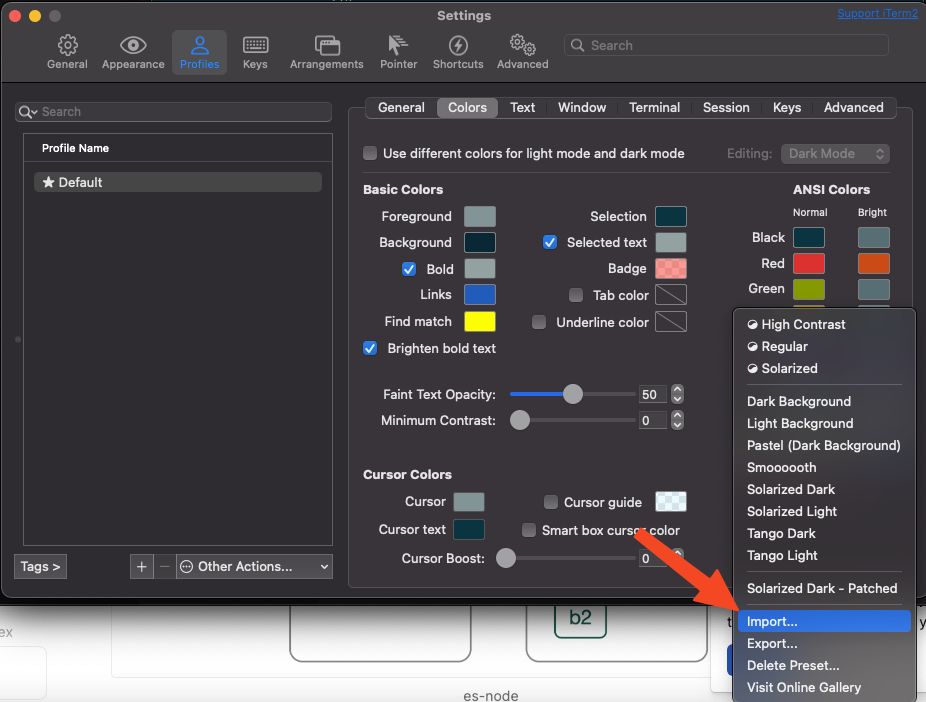 Settings
Support iTerm2
General
Appearance
Profiles
Keys
Arrangements
Pointer
Shortcuts
Advanced
Search
Search
Profile Name
★ Default
Tags >
+
−
Other Actions...
General Colors Text Window Terminal Session Keys Advanced
Use different colors for light mode and dark mode
Editing: Dark Mode
Basic Colors
Foreground
Background
Bold
Links
Find match
Brighten bold text
Selection
Selected text
Badge
Tab color
Underline color
Faint Text Opacity: 50
Minimum Contrast: 0
Cursor Colors
Cursor
Cursor text
Cursor guide
Smart box cursor color
Cursor Boost: 0
ANSI Colors
Normal Bright
Black
Red
Green
High Contrast
Regular
Solarized
Dark Background
Light Background
Pastel (Dark Background)
Smoooooth
Solarized Dark
Solarized Light
Tango Dark
Tango Light
Solarized Dark - Patched
Import...
Export...
Delete Preset...
Visit Online Gallery
ex
b2
es-node